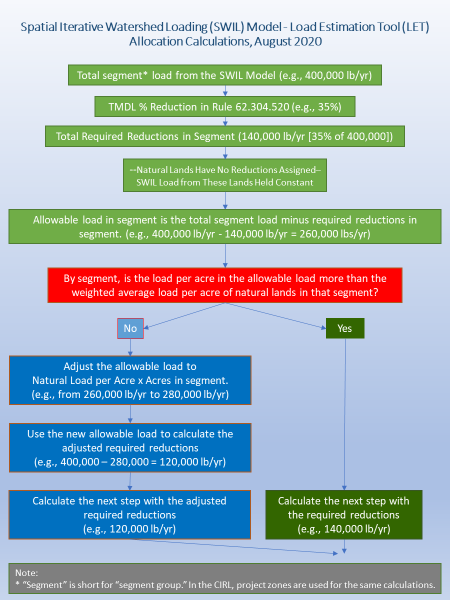 Spatial Iterative Watershed Loading (SWIL) Model - Load Estimation Tool (LET)
Allocation Calculations, August 2020
Total segment* load from the SWIL Model (e.g., 400,000 lb/yr)
TMDL % Reduction in Rule 62.304.520 (e.g., 35%)
Total Required Reductions in Segment (140,000 lb/yr [35% of 400,000])
--Natural Lands Have No Reductions Assigned–
SWIL Load from These Lands Held Constant
Allowable load in segment is the total segment load minus required reductions in
segment. (e.g., 400,000 lb/yr - 140,000 lb/yr = 260,000 lbs/yr)
By segment, is the load per acre in the allowable load more than the
weighted average load per acre of natural lands in that segment?
No
Yes
Adjust the allowable load to
Natural Load per Acre x Acres in segment.
(e.g., from 260,000 lb/yr to 280,000 lb/yr)
Use the new allowable load to calculate the
adjusted required reductions
(e.g., 400,000 – 280,000 = 120,000 lb/yr)
Calculate the next step with the adjusted
required reductions
(e.g., 120,000 lb/yr)
Calculate the next step with
the required reductions
(e.g., 140,000 lb/yr)
Note:
* "Segment" is short for "segment group." In the CIRL, project zones are used for the same calculations.